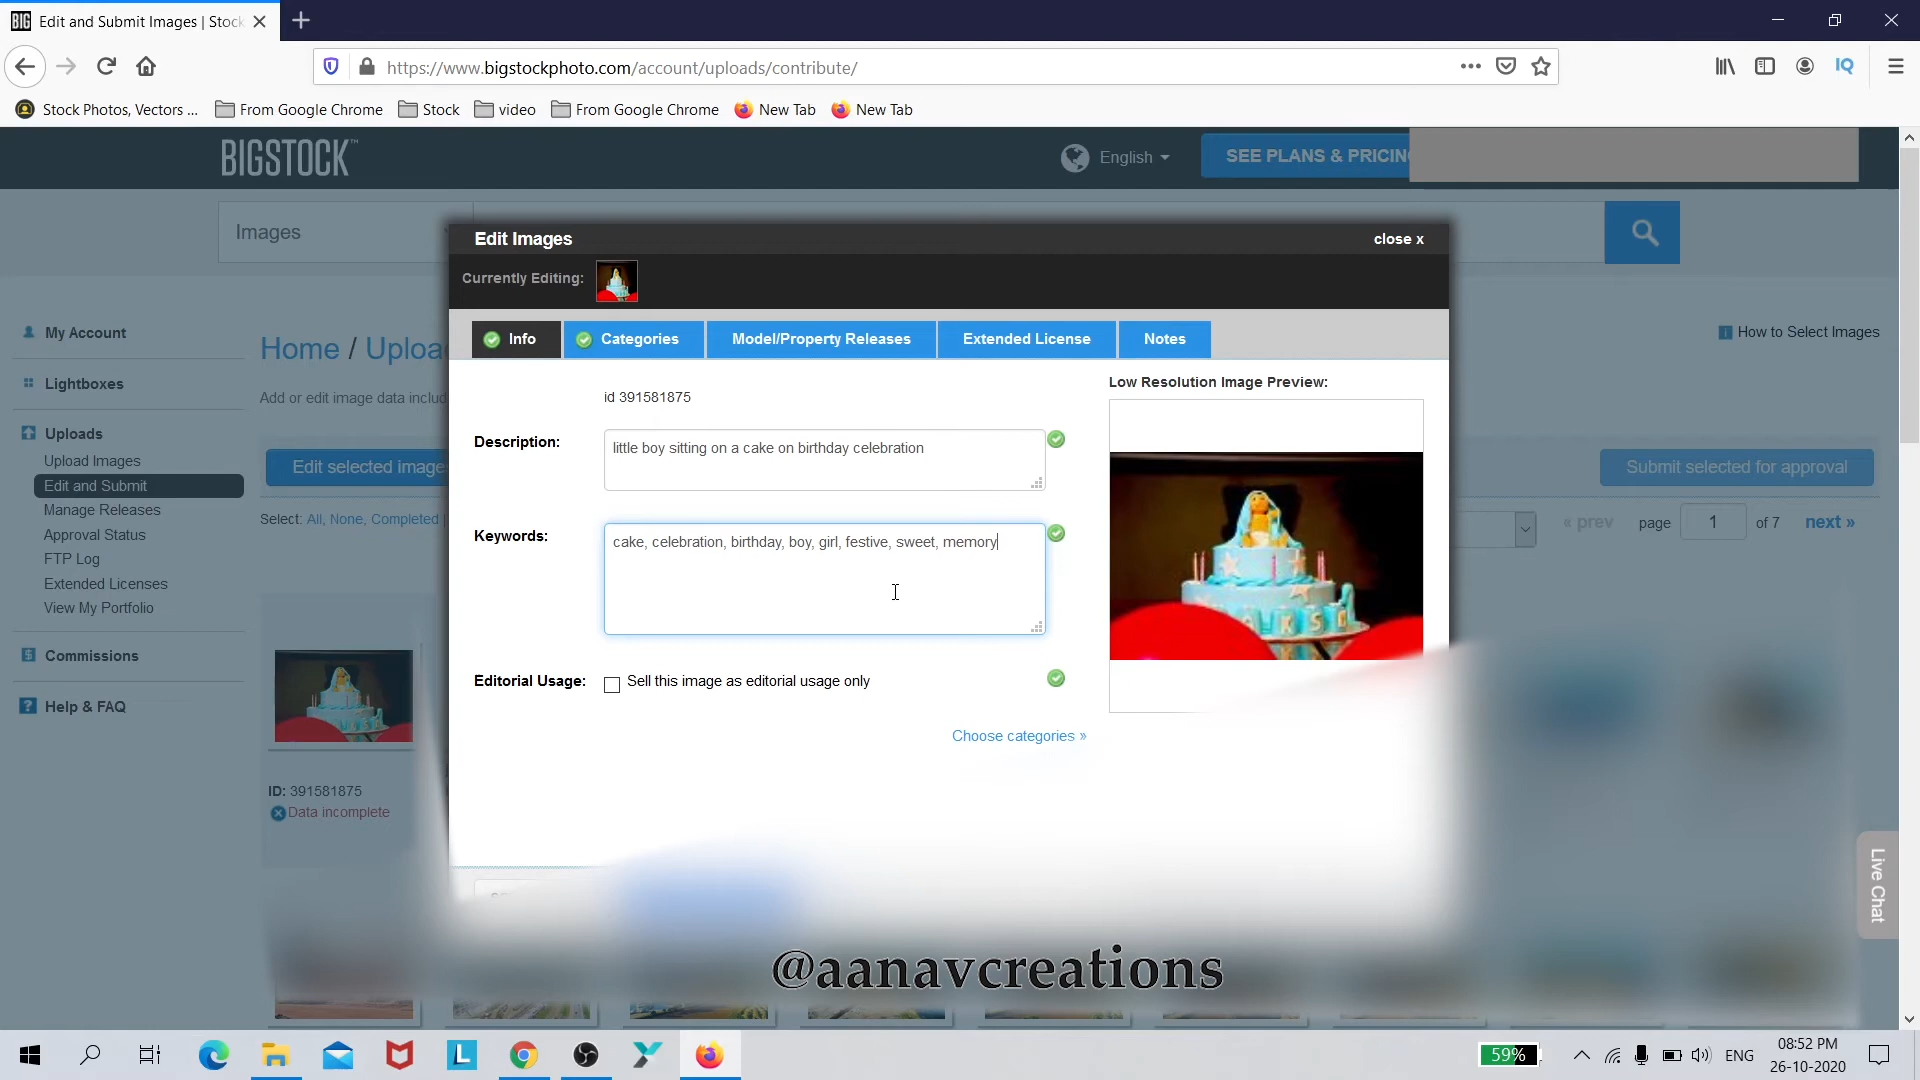 BIG Edit and Submit Images | Stock
https://www.bigstockphoto.com/account/uploads/contribute/
IQ
Stock Photos, Vectors ... From Google Chrome Stock video From Google Chrome New Tab New Tab
BIGSTOCK™ English SEE PLANS & PRICING
Images
Edit Images close x
Currently Editing:
Info Categories Model/Property Releases Extended License Notes
My Account
Lightboxes
Uploads
Upload Images
Edit and Submit
Manage Releases
Approval Status
FTP Log
Extended Licenses
View My Portfolio
Commissions
Help & FAQ
Home / Uploa
How to Select Images
Add or edit image data includ
Edit selected image
Submit selected for approval
Select: All, None, Completed |
« prev page 1 of 7 next »
id 391581875
Low Resolution Image Preview:
Description: little boy sitting on a cake on birthday celebration
Keywords: cake, celebration, birthday, boy, girl, festive, sweet, memory
Editorial Usage: Sell this image as editorial usage only
Choose categories »
ID: 391581875
Data incomplete
Live Chat
@aanavcreations
59% ENG 08:52 PM
26-10-2020